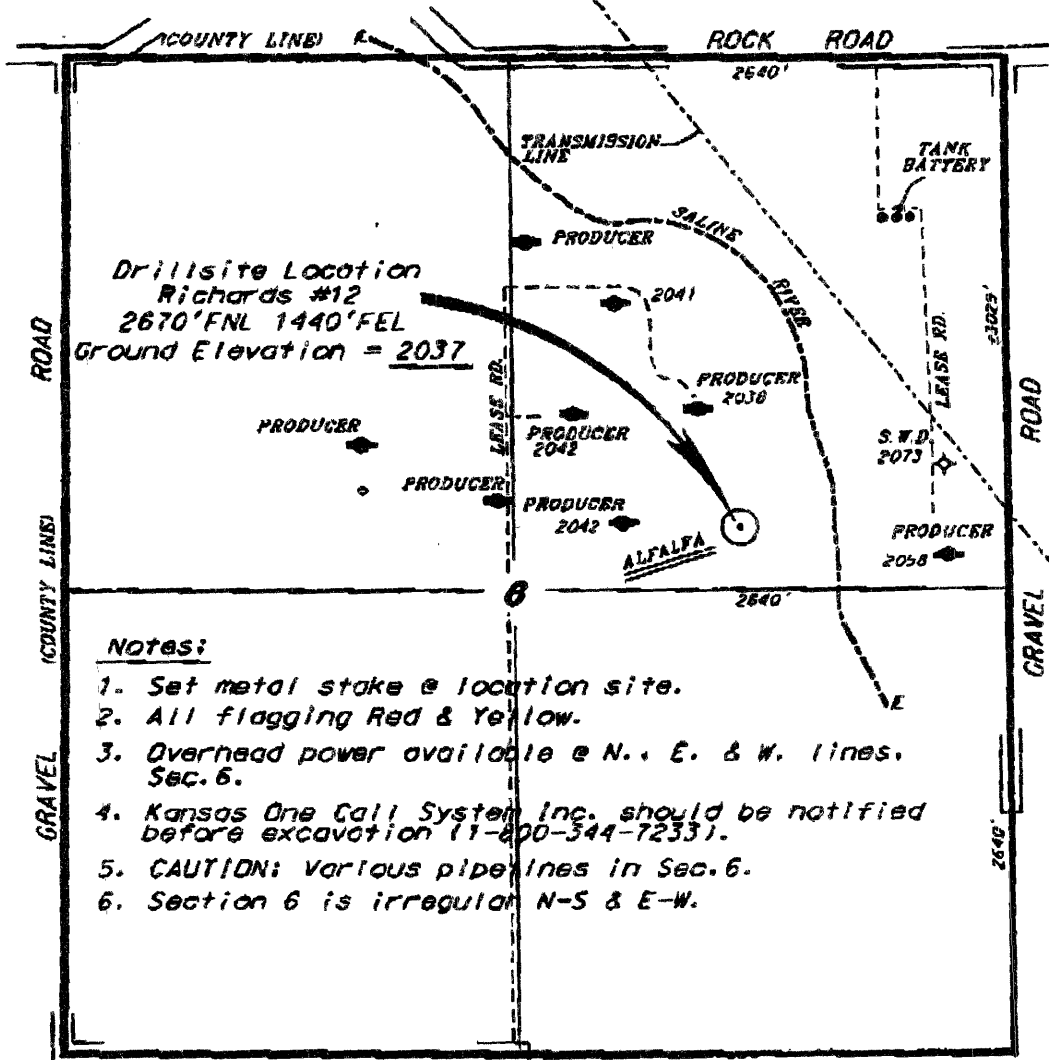 (COUNTY LINE)
ROCK ROAD
2640'
TRANSMISSION
LINE
TANK
BATTERY
SALINE
RIVER
PRODUCER
Drillsite Location
Richards #12
2670'FNL 1440'FEL
Ground Elevation = 2037
2041
±3025'
ROAD
LEASE RD.
LEASE RD.
ROAD
PRODUCER
2038
PRODUCER
PRODUCER
2042
S.W.D.
2073
PRODUCER
PRODUCER
2042
PRODUCER
2058
ALFALFA
(COUNTY LINE)
6
2640'
GRAVEL
GRAVEL
Notes:
1. Set metal stake @ location site.
2. All flagging Red & Yellow.
3. Overhead power available @ N., E. & W. lines,
Sec.6.
4. Kansas One Call System Inc. should be notified
before excavation (1-800-344-7233).
5. CAUTION: Various pipelines in Sec.6.
6. Section 6 is irregular N-S & E-W.
2640'